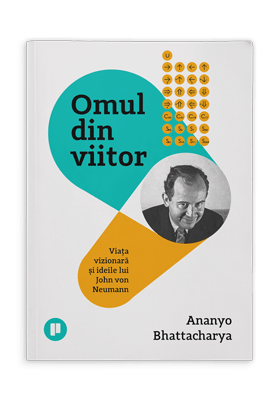 Omul
din
viitor
Viața
vizionară
și ideile lui
John von
Neumann
Ananyo
Bhattacharya